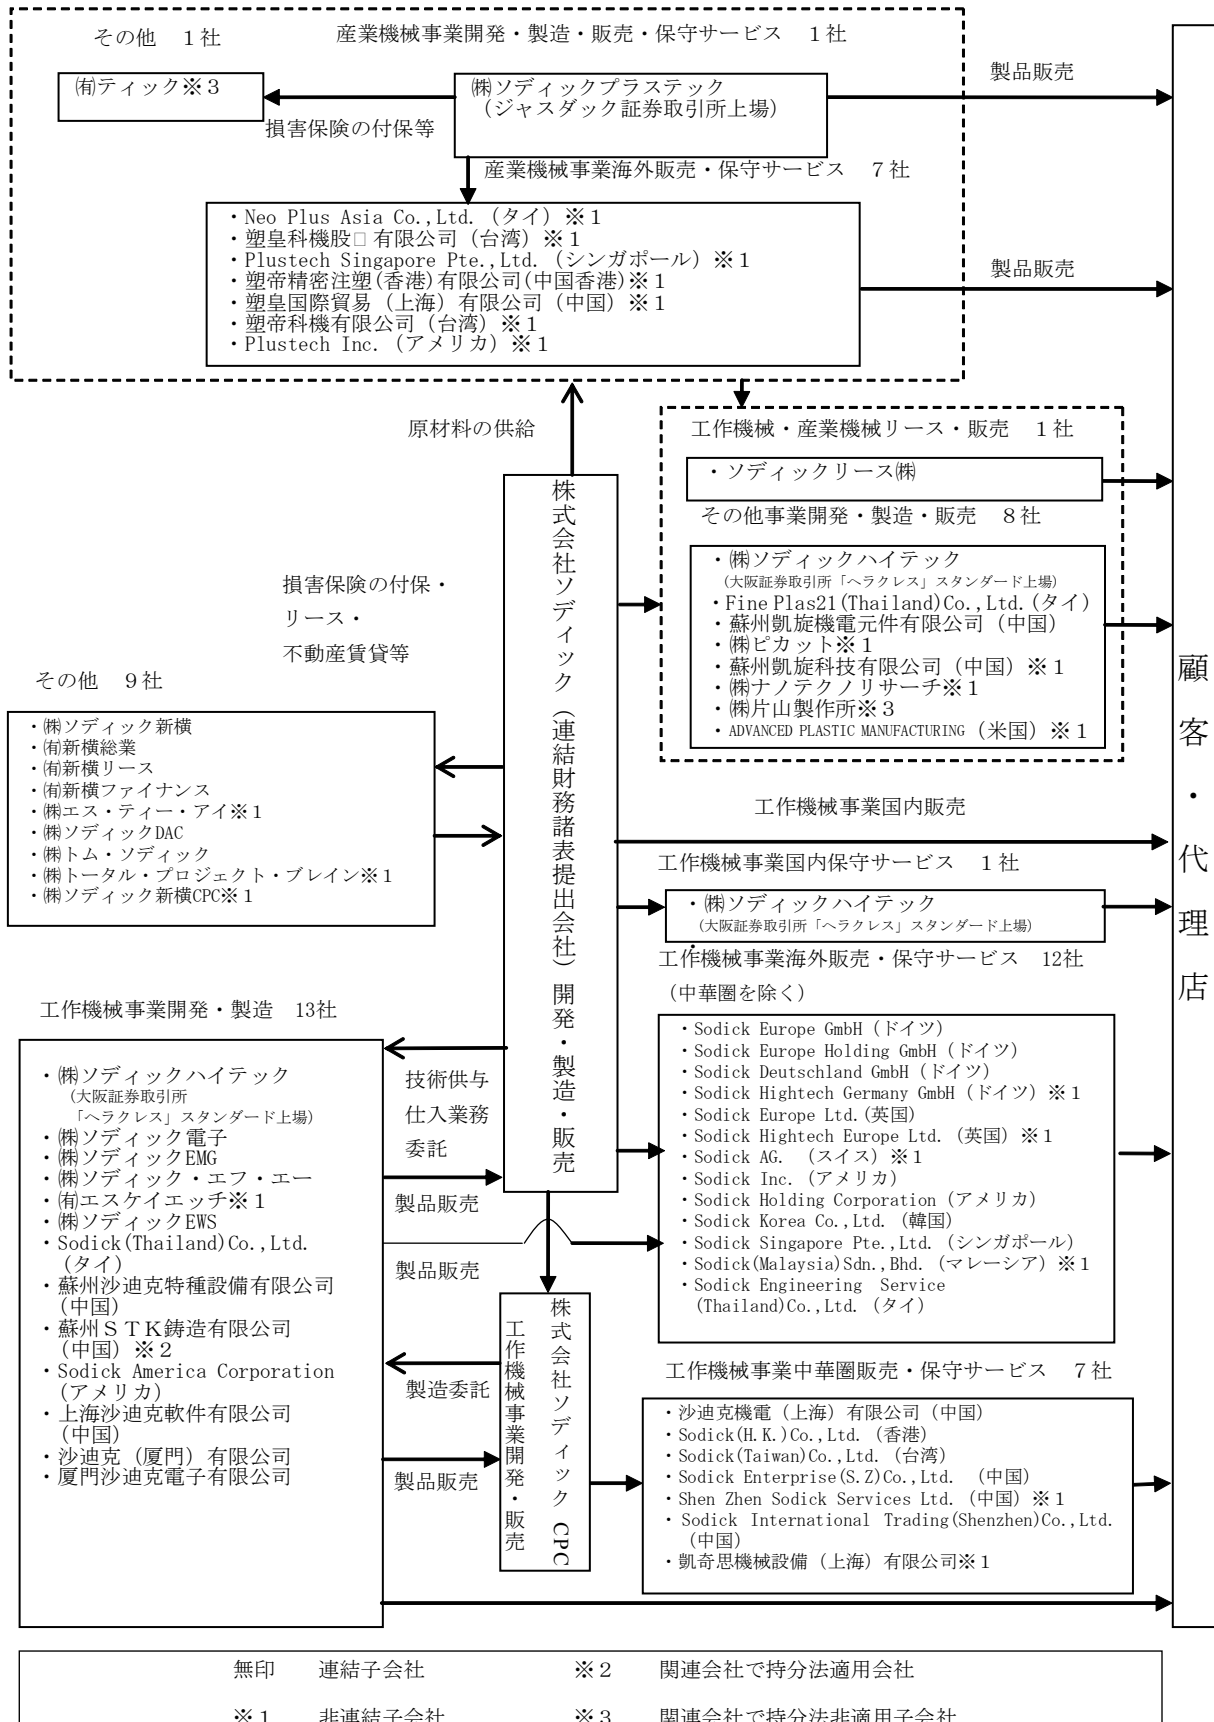 その他　１社
産業機械事業開発・製造・販売・保守サービス　１社
㈲ティック※３
㈱ソディックプラステック
（ジャスダック証券取引所上場）
製品販売
損害保険の付保等
産業機械事業海外販売・保守サービス　７社
・Neo Plus Asia Co.,Ltd.（タイ）※１
・塑皇科機股□有限公司（台湾）※１
・Plustech Singapore Pte.,Ltd.（シンガポール）※１
・塑帝精密注塑(香港)有限公司(中国香港)※１
・塑皇国際貿易（上海）有限公司（中国）※１
・塑帝科機有限公司（台湾）※１
・Plustech Inc.（アメリカ）※１
製品販売
原材料の供給
工作機械・産業機械リース・販売　１社
・ソディックリース㈱
その他事業開発・製造・販売　８社
・㈱ソディックハイテック
（大阪証券取引所「ヘラクレス」スタンダード上場）
・Fine Plas21(Thailand)Co.,Ltd.(タイ)
・蘇州凱旋機電元件有限公司（中国）
・㈱ピカット※１
・蘇州凱旋科技有限公司（中国）※１
・㈱ナノテクノリサーチ※１
・㈱片山製作所※３
・ADVANCED PLASTIC MANUFACTURING（米国）※１
株式会社ソディック（連結財務諸表提出会社）開発・製造・販売
顧客・代理店
損害保険の付保・
リース・
不動産賃貸等
その他　９社
・㈱ソディック新横
・㈲新横総業
・㈲新横リース
・㈲新横ファイナンス
・㈱エス・ティー・アイ※１
・㈱ソディックDAC
・㈱トム・ソディック
・㈱トータル・プロジェクト・ブレイン※１
・㈱ソディック新横CPC※１
工作機械事業国内販売
工作機械事業国内保守サービス　１社
・㈱ソディックハイテック
（大阪証券取引所「ヘラクレス」スタンダード上場）
工作機械事業海外販売・保守サービス　12社
（中華圏を除く）
・Sodick Europe GmbH（ドイツ）
・Sodick Europe Holding GmbH（ドイツ）
・Sodick Deutschland GmbH（ドイツ）
・Sodick Hightech Germany GmbH（ドイツ）※１
・Sodick Europe Ltd.(英国）
・Sodick Hightech Europe Ltd.（英国）※１
・Sodick AG.　（スイス）※１
・Sodick Inc.（アメリカ）
・Sodick Holding Corporation（アメリカ）
・Sodick Korea Co.,Ltd.（韓国）
・Sodick Singapore Pte.,Ltd.（シンガポール）
・Sodick(Malaysia)Sdn.,Bhd.（マレーシア）※１
・Sodick Engineering Service
(Thailand)Co.,Ltd.（タイ）
工作機械事業開発・製造　13社
・㈱ソディックハイテック
（大阪証券取引所
「ヘラクレス」スタンダード上場）
・㈱ソディック電子
・㈱ソディックEMG
・㈱ソディック・エフ・エー
・㈲エスケイエッチ※１
・㈱ソディックEWS
・Sodick(Thailand)Co.,Ltd.
（タイ）
・蘇州沙迪克特種設備有限公司
（中国）
・蘇州ＳＴＫ鋳造有限公司
（中国）※２
・Sodick America Corporation
（アメリカ）
・上海沙迪克軟件有限公司
（中国）
・沙迪克（厦門）有限公司
・厦門沙迪克電子有限公司
技術供与
仕入業務
委託
製品販売
製品販売
製造委託
製品販売
株式会社ソディック CPC
工作機械事業開発・販売
工作機械事業中華圏販売・保守サービス　７社
・沙迪克機電（上海）有限公司（中国）
・Sodick(H.K.)Co.,Ltd.（香港）
・Sodick(Taiwan)Co.,Ltd.（台湾）
・Sodick Enterprise(S.Z)Co.,Ltd. （中国）
・Shen Zhen Sodick Services Ltd.（中国）※１
・Sodick International Trading(Shenzhen)Co.,Ltd.
（中国）
・凱奇思機械設備（上海）有限公司※１
無印　連結子会社　※２　関連会社で持分法適用会社
※１　非連結子会社　※３　関連会社で持分法非適用子会社